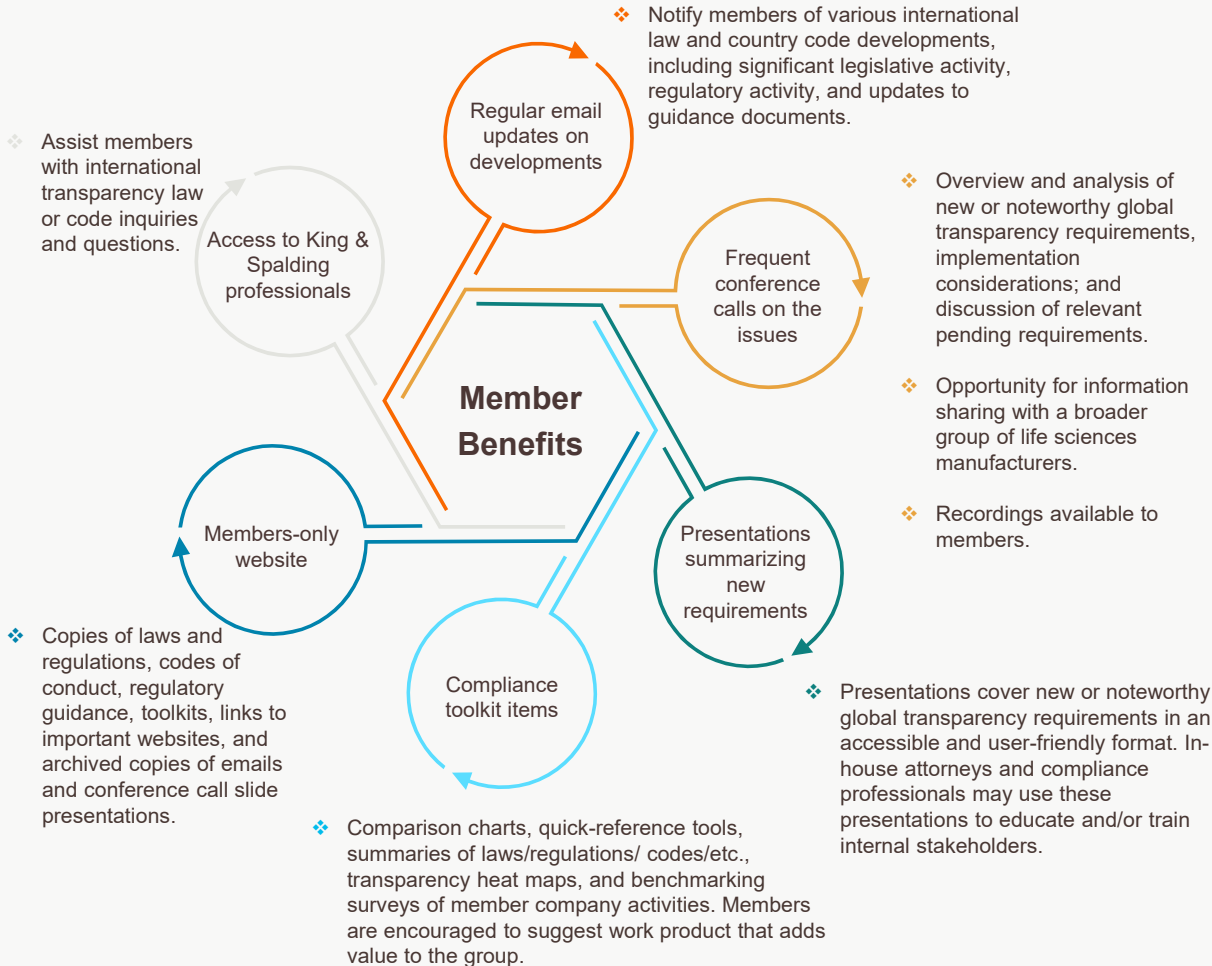 Notify members of various international
law and country code developments,
including significant legislative activity,
regulatory activity, and updates to
guidance documents.
Regular email
updates on
developments
Assist members
with international
transparency law
or code inquiries
and questions.
Access to King &
Spalding
professionals
Frequent
conference
calls on the
issues
Overview and analysis of
new or noteworthy global
transparency requirements,
implementation
considerations; and
discussion of relevant
pending requirements.
Opportunity for information
sharing with a broader
group of life sciences
manufacturers.
Recordings available to
members.
Member
Benefits
Members-only
website
Presentations
summarizing
new
requirements
Copies of laws and
regulations, codes of
conduct, regulatory
guidance, toolkits, links to
important websites, and
archived copies of emails
and conference call slide
presentations.
Compliance
toolkit items
Presentations cover new or noteworthy
global transparency requirements in an
accessible and user-friendly format. In-
house attorneys and compliance
professionals may use these
presentations to educate and/or train
internal stakeholders.
Comparison charts, quick-reference tools,
summaries of laws/regulations/ codes/etc.,
transparency heat maps, and benchmarking
surveys of member company activities. Members
are encouraged to suggest work product that adds
value to the group.